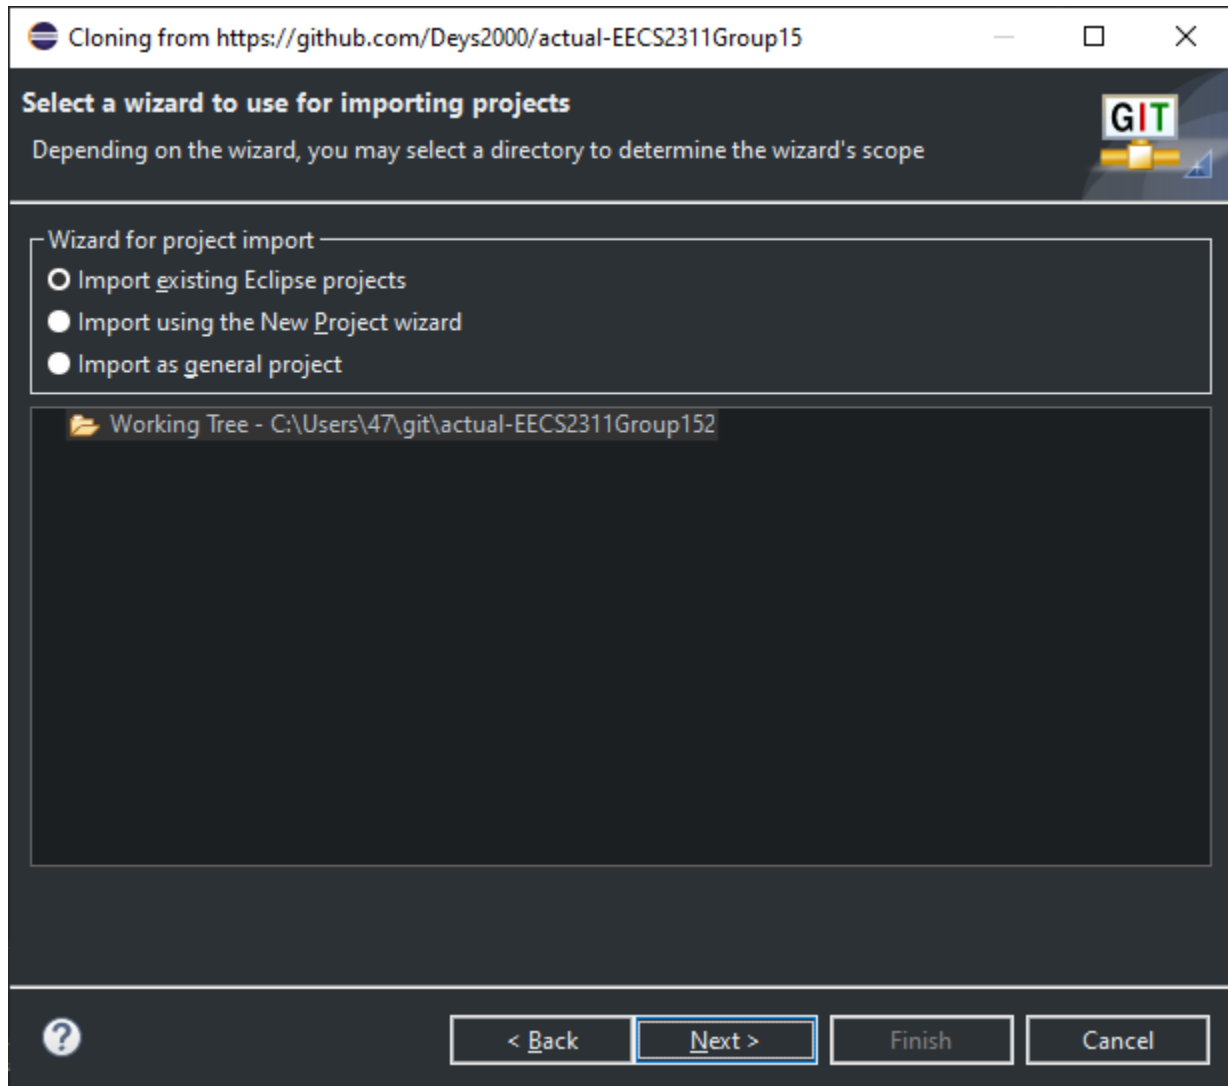 Cloning from https://github.com/Deys2000/actual-EECS2311Group15
Select a wizard to use for importing projects
Depending on the wizard, you may select a directory to determine the wizard's scope
GIT
Wizard for project import
Import existing Eclipse projects
Import using the New Project wizard
Import as general project
Working Tree - C:\Users\47\git\actual-EECS2311Group152
?
< Back
Next >
Finish
Cancel